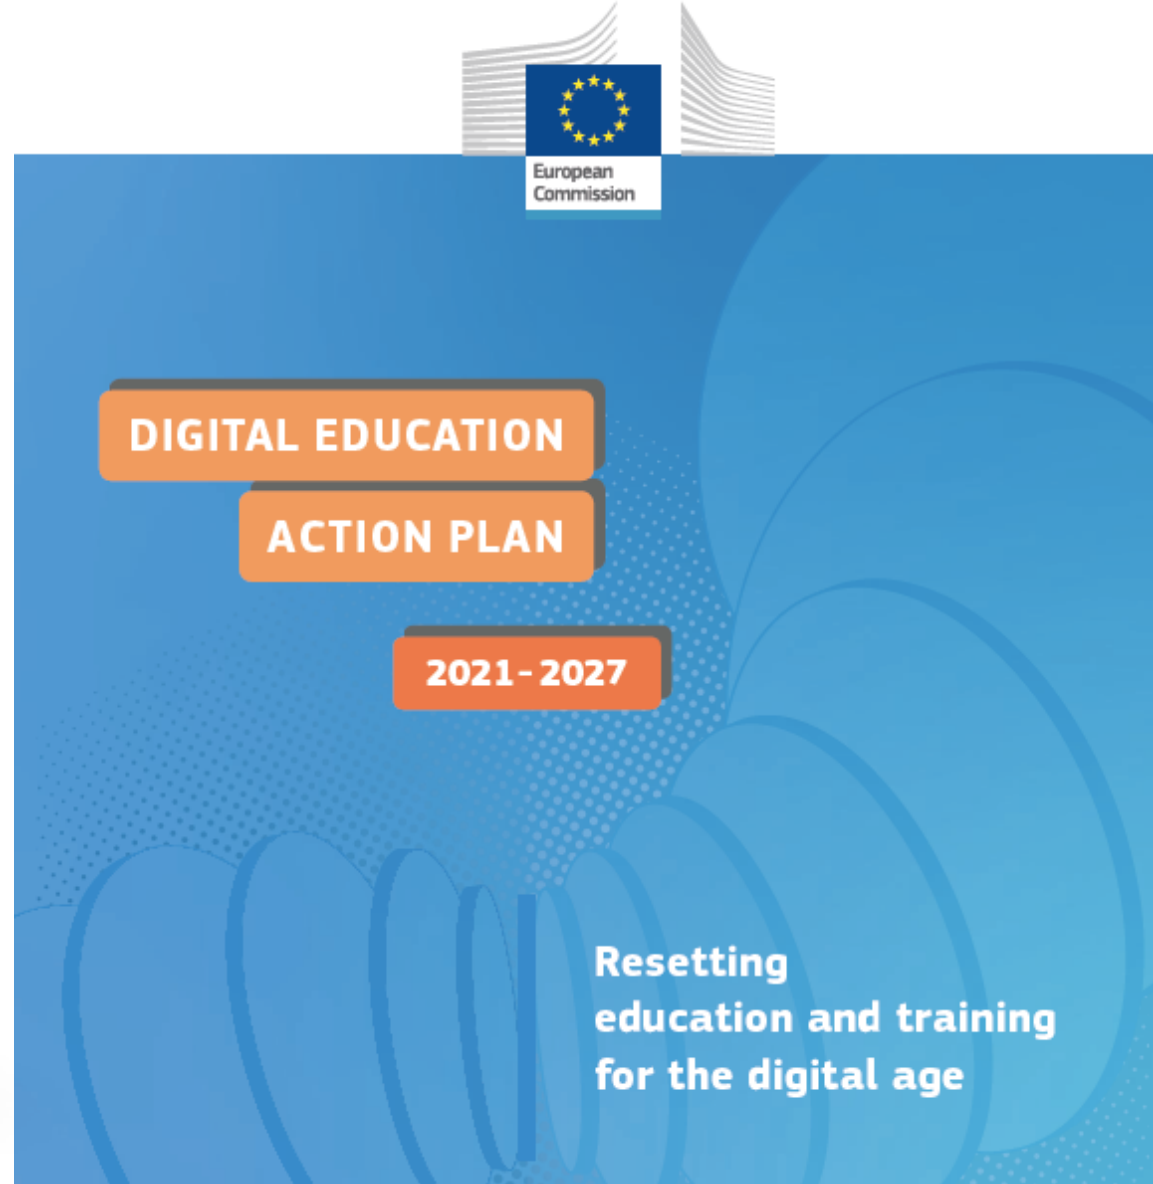 European
Commission
DIGITAL EDUCATION
ACTION PLAN
2021-2027
Resetting
education and training
for the digital age